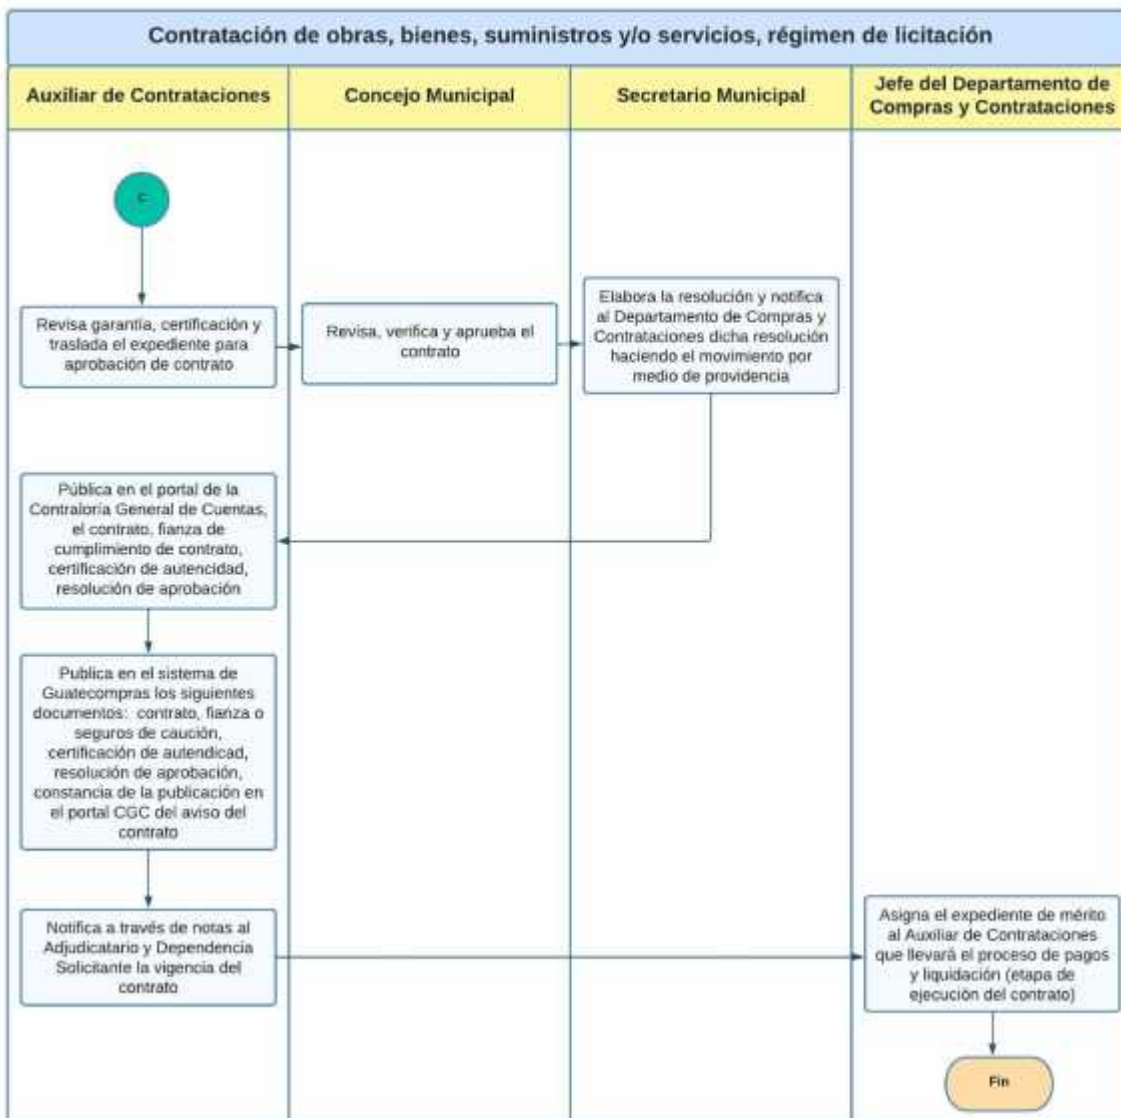 Contratación de obras, bienes, suministros y/o servicios, régimen de licitación
Auxiliar de Contrataciones
Concejo Municipal
Secretario Municipal
Jefe del Departamento de
Compras y Contrataciones
C
Revisa garantía, certificación y
traslada el expediente para
aprobación de contrato
Revisa, verifica y aprueba el
contrato
Elabora la resolución y notifica
al Departamento de Compras y
Contrataciones dicha resolución
haciendo el movimiento por
medio de providencia
Pública en el portal de la
Contraloría General de Cuentas,
el contrato, fianza de
cumplimiento de contrato,
certificación de autencidad,
resolución de aprobación
Publica en el sistema de
Guatecompras los siguientes
documentos: contrato, fianza o
seguros de caución,
certificación de autendicad,
resolución de aprobación,
constancia de la publicación en
el portal CGC del aviso del
contrato
Notifica a través de notas al
Adjudicatario y Dependencia
Solicitante la vigencia del
contrato
Asigna el expediente de mérito
al Auxiliar de Contrataciones
que llevará el proceso de pagos
y liquidación (etapa de
ejecución del contrato)
Fin